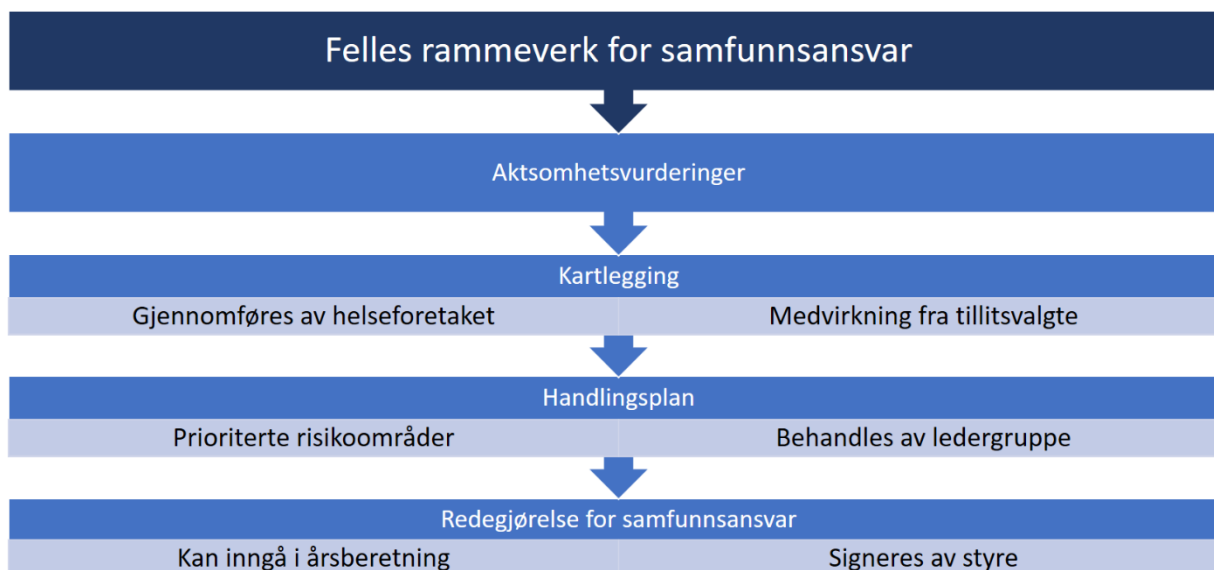 Felles rammeverk for samfunnsansvar
Aktsomhetsvurderinger
Kartlegging
Gjennomføres av helseforetaket
Medvirkning fra tillitsvalgte
Handlingsplan
Prioriterte risikoområder
Behandles av ledergruppe
Redegjørelse for samfunnsansvar
Kan inngå i årsberetning
Signeres av styre